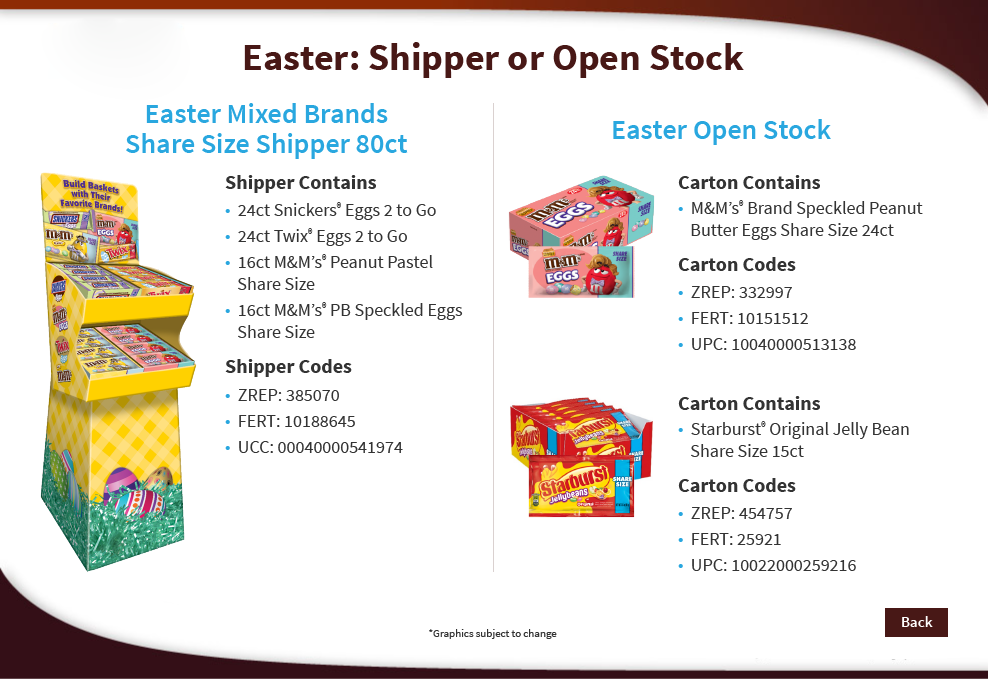 Easter: Shipper or Open Stock
Easter Mixed Brands
Share Size Shipper 80ct
Build Baskets
with Their
Favorite Brands!
SNICKERS
m&m's
EGGS
TWIX
Shipper Contains
• 24ct Snickers® Eggs 2 to Go
• 24ct Twix® Eggs 2 to Go
• 16ct M&M's® Peanut Pastel
Share Size
• 16ct M&M's® PB Speckled Eggs
Share Size
Shipper Codes
• ZREP: 385070
• FERT: 10188645
• UCC: 00040000541974
Easter Open Stock
m&m's
EGGS
SHARE
SIZE
m&m's
EGGS
SHARE
SIZE
Carton Contains
• M&M's® Brand Speckled Peanut
Butter Eggs Share Size 24ct
Carton Codes
• ZREP: 332997
• FERT: 10151512
• UPC: 10040000513138
Starburst
Jellybeans
SHARE
SIZE
Carton Contains
• Starburst® Original Jelly Bean
Share Size 15ct
Carton Codes
• ZREP: 454757
• FERT: 25921
• UPC: 10022000259216
*Graphics subject to change
Back